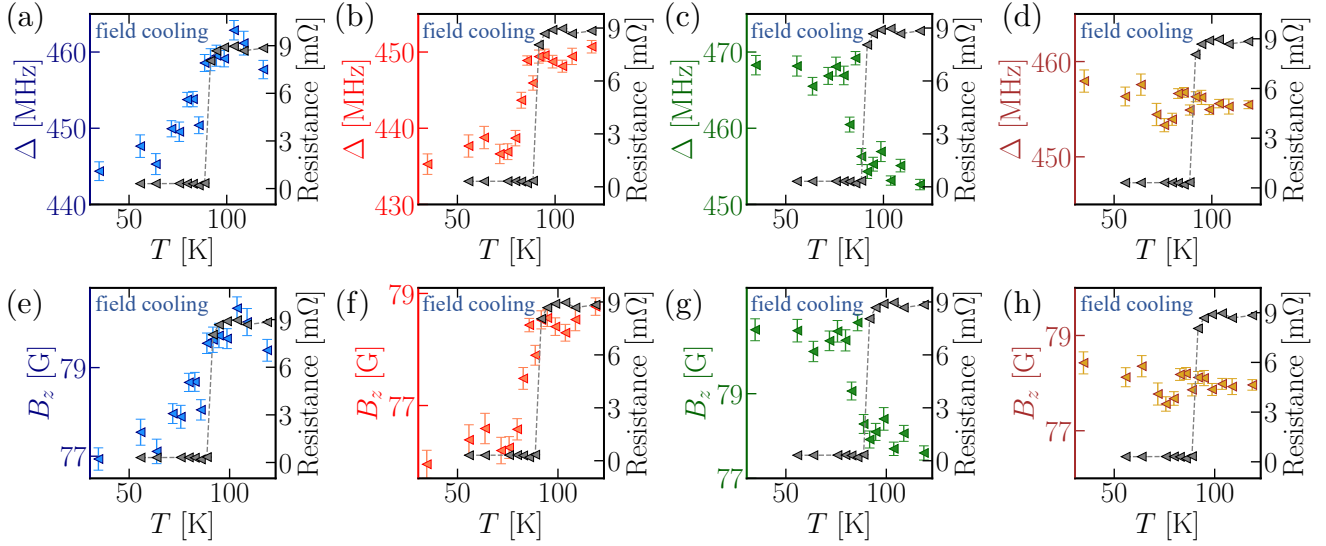 (a)
field cooling
460
450
440
Δ [MHz]
9
6
3
0
Resistance [mΩ]
50
100
T [K]
(b)
field cooling
450
445
440
435
430
Δ [MHz]
9
6
3
0
Resistance [mΩ]
50
100
T [K]
(c)
field cooling
470
460
450
Δ [MHz]
9
6
3
0
Resistance [mΩ]
50
100
T [K]
(d)
field cooling
460
450
Δ [MHz]
9
6
3
0
Resistance [mΩ]
50
100
T [K]
(e)
field cooling
79
77
B_z [G]
9
6
3
0
Resistance [mΩ]
50
100
T [K]
(f)
field cooling
79
77
B_z [G]
9
6
3
0
Resistance [mΩ]
50
100
T [K]
(g)
field cooling
79
77
B_z [G]
9
6
3
0
Resistance [mΩ]
50
100
T [K]
(h)
field cooling
79
77
B_z [G]
9
6
3
0
Resistance [mΩ]
50
100
T [K]